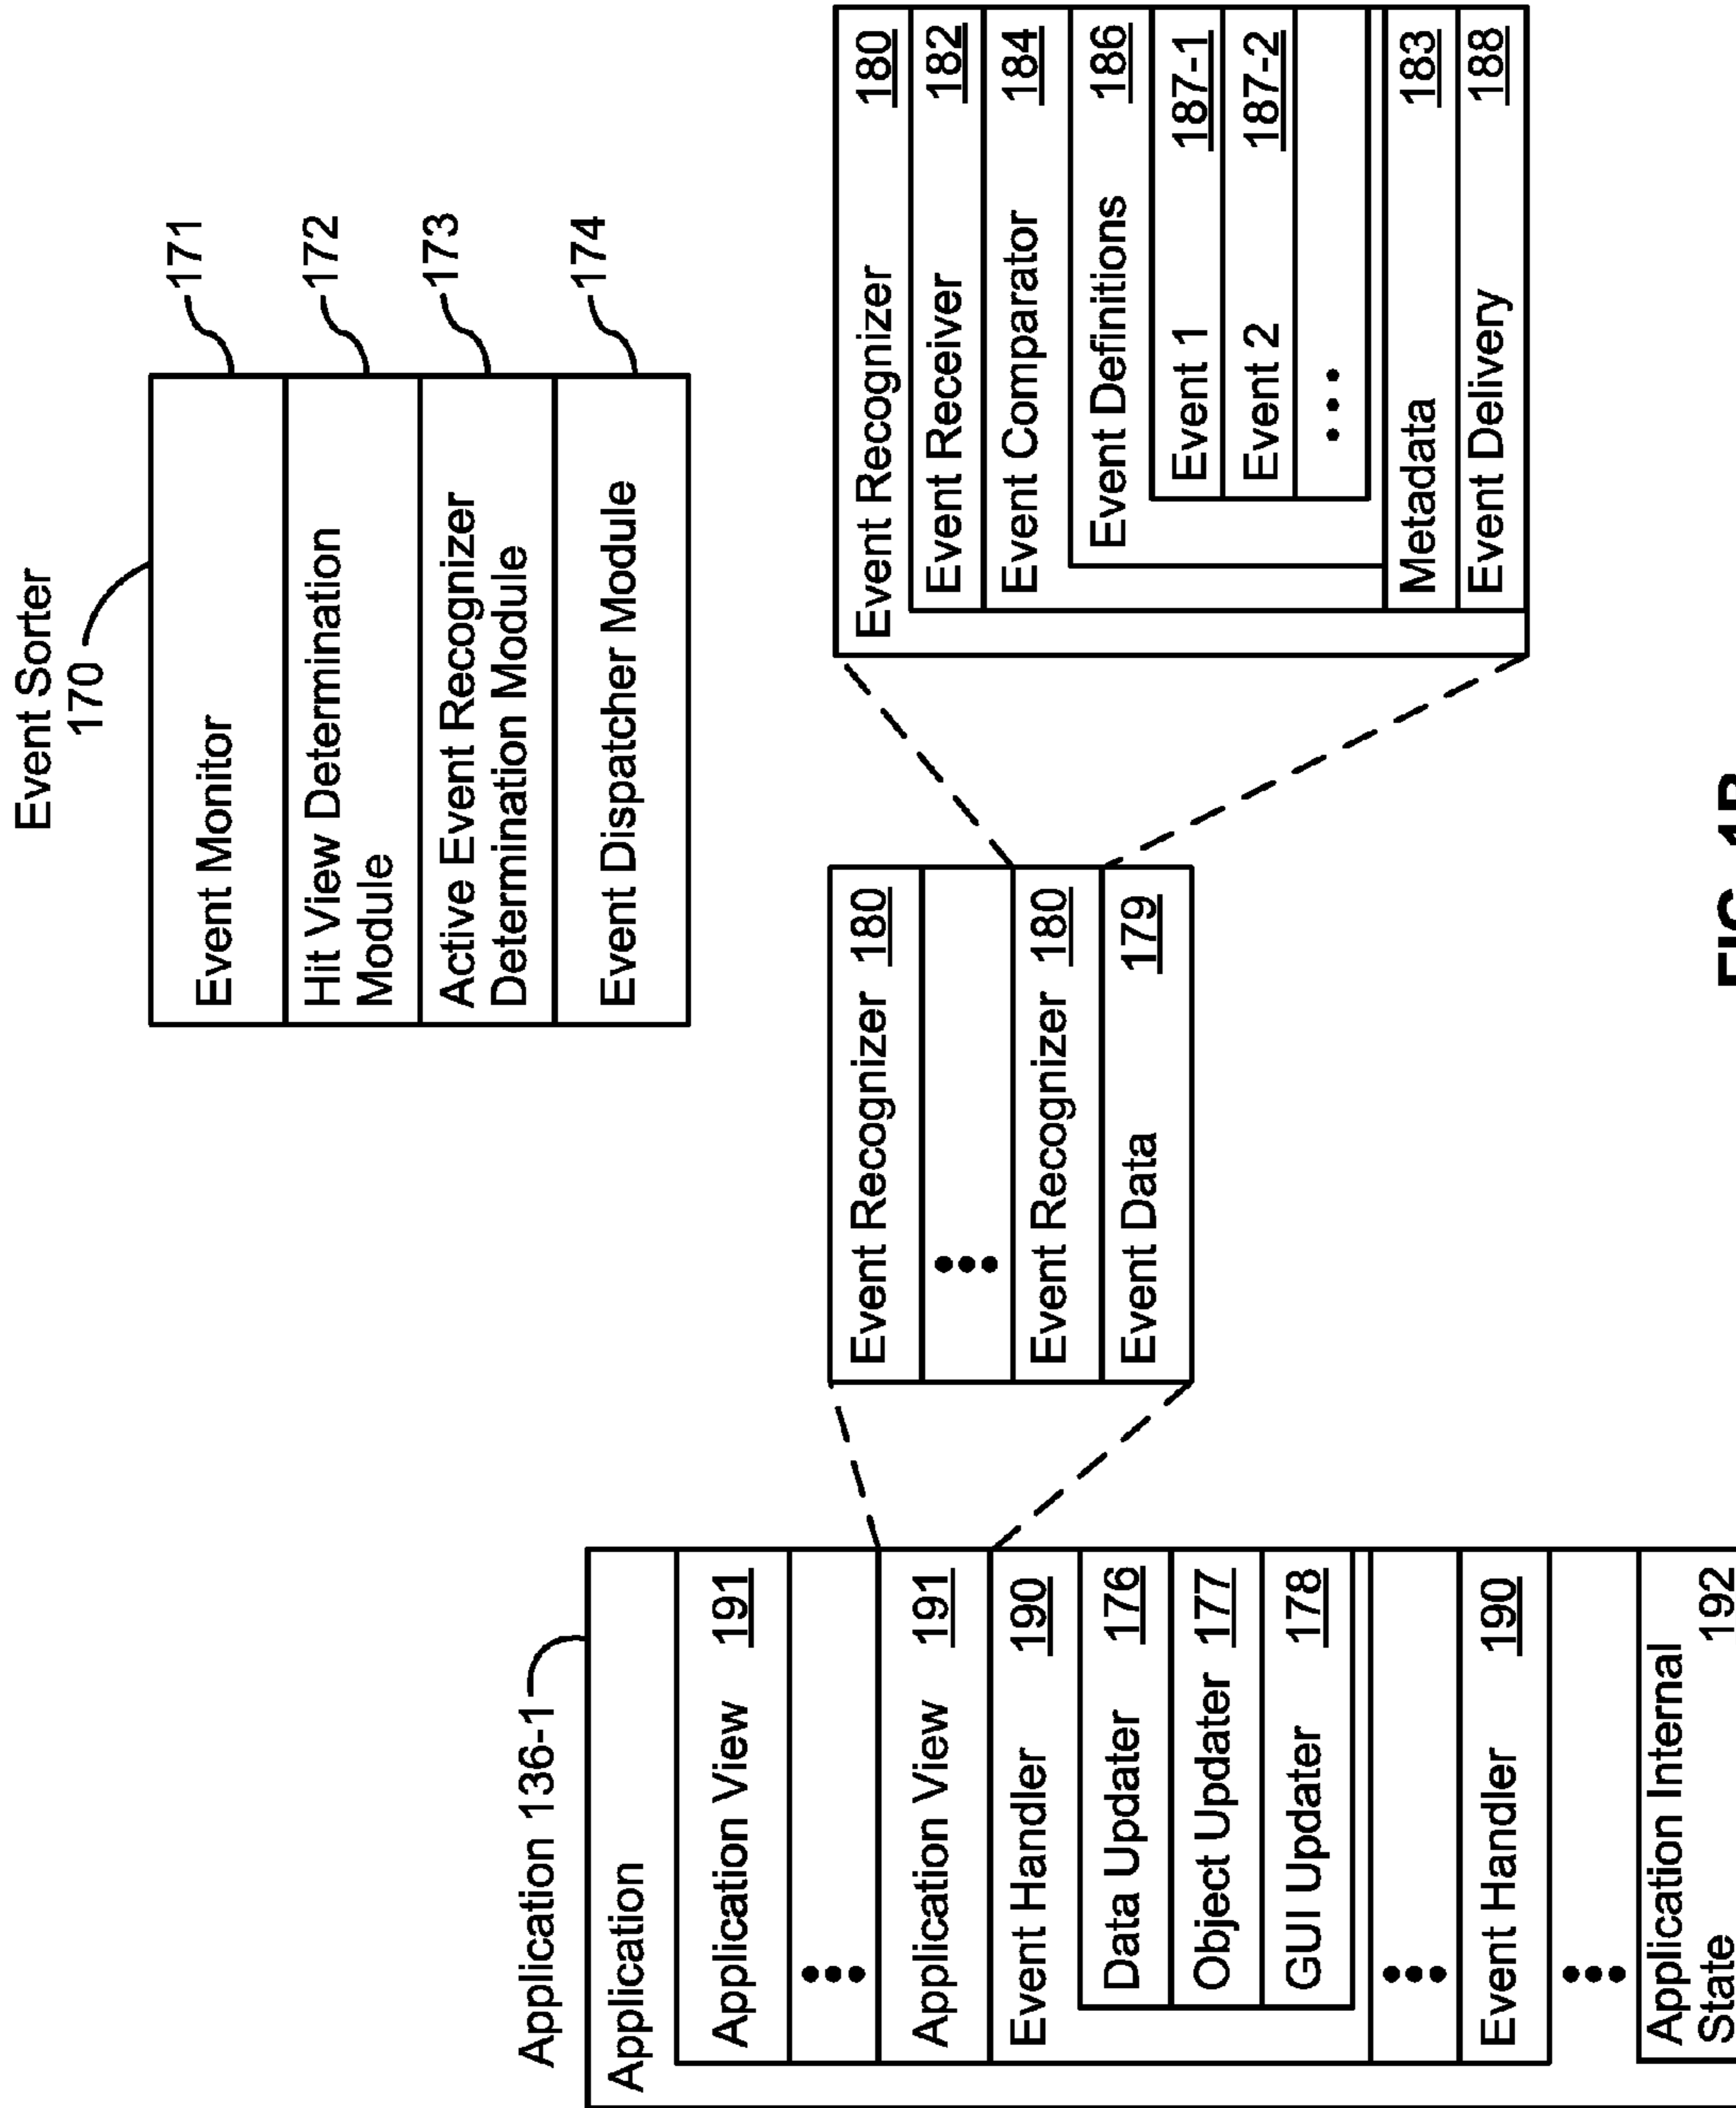 Event Sorter
170
Event Monitor
171
Hit View Determination
Module
172
Active Event Recognizer
Determination Module
173
Event Dispatcher Module
174
Application 136-1
Application
Application View 191
Application View 191
Event Handler 190
Data Updater 176
Object Updater 177
GUI Updater 178
Event Handler 190
Application Internal
State 192
Event Recognizer 180
Event Recognizer 180
Event Data 179
Event Recognizer 180
Event Receiver 182
Event Comparator 184
Event Definitions 186
Event 1 187-1
Event 2 187-2
Metadata 183
Event Delivery 188